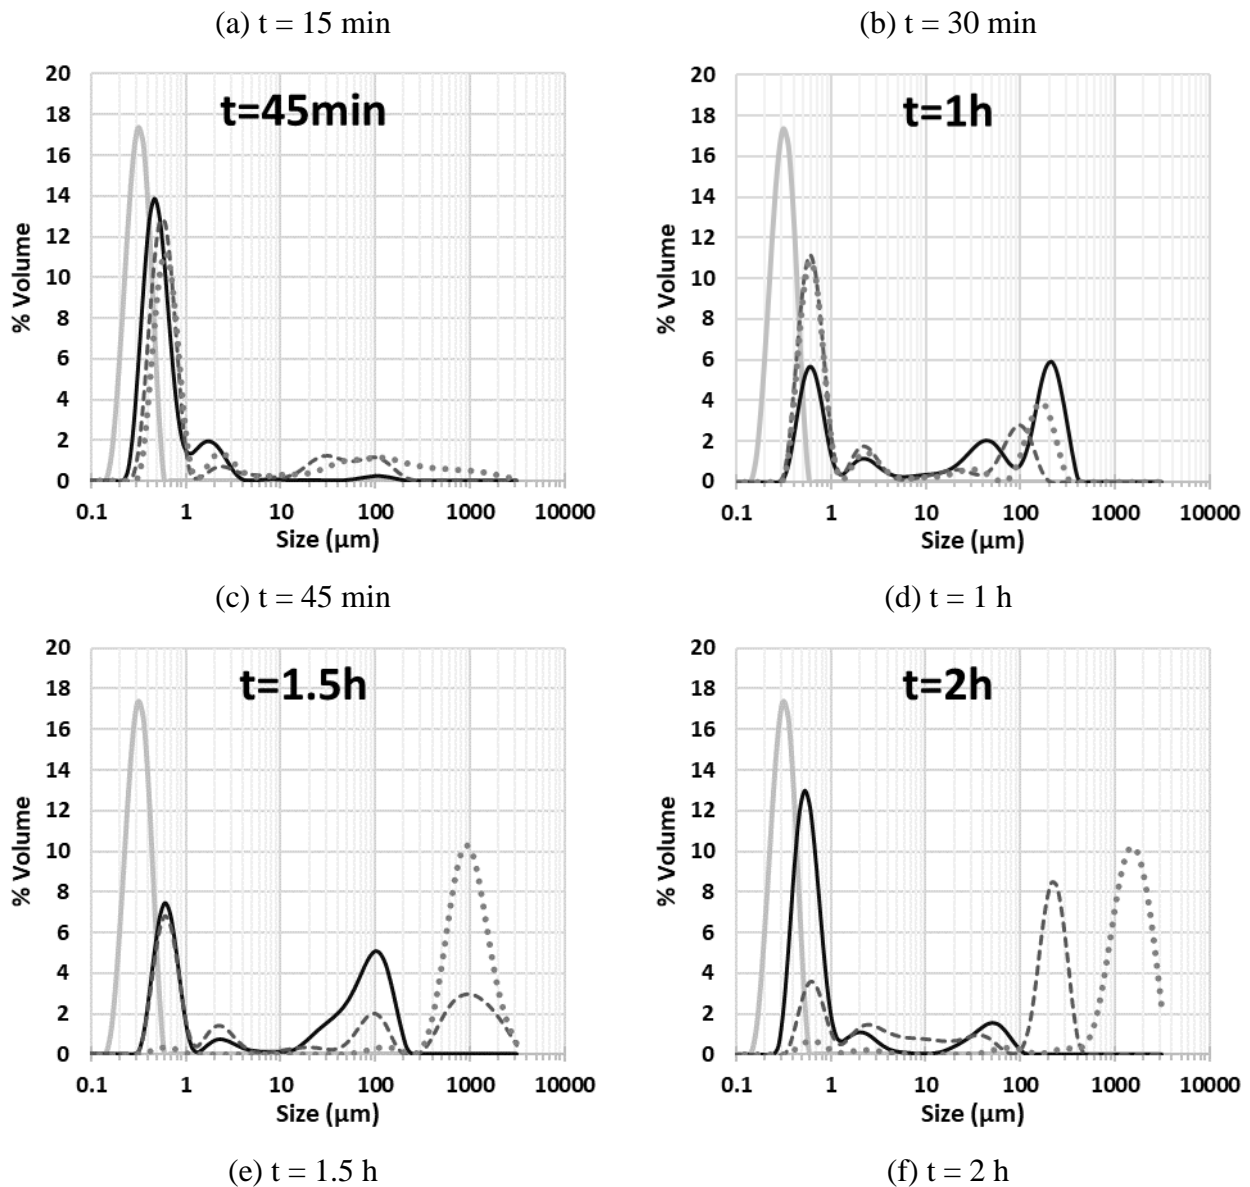 (a) t = 15 min
(b) t = 30 min
20
18
16
14
12
10
8
6
4
2
0
% Volume
t=45min
0.1 1 10 100 1000 10000
Size (µm)
20
18
16
14
12
10
8
6
4
2
0
% Volume
t=1h
0.1 1 10 100 1000 10000
Size (µm)
(c) t = 45 min
(d) t = 1 h
20
18
16
14
12
10
8
6
4
2
0
% Volume
t=1.5h
0.1 1 10 100 1000 10000
Size (µm)
20
18
16
14
12
10
8
6
4
2
0
% Volume
t=2h
0.1 1 10 100 1000 10000
Size (µm)
(e) t = 1.5 h
(f) t = 2 h